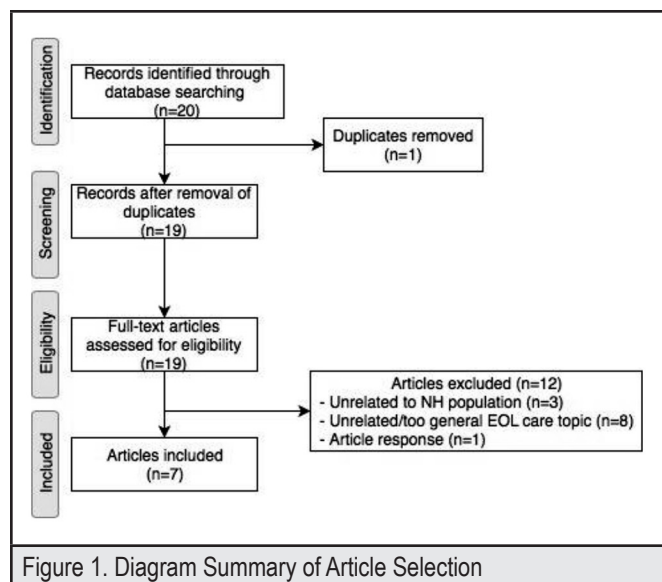 Identification
Records identified through
database searching
(n=20)
Duplicates removed
(n=1)
Screening
Records after removal of
duplicates
(n=19)
Eligibility
Full-text articles
assessed for eligibility
(n=19)
Articles excluded (n=12)
- Unrelated to NH population (n=3)
- Unrelated/too general EOL care topic (n=8)
- Article response (n=1)
Included
Articles included
(n=7)
Figure 1. Diagram Summary of Article Selection